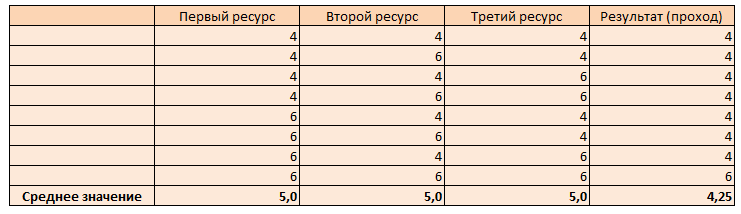 Первый ресурс Второй ресурс Третий ресурс Результат (проход)
4 4 4 4
4 6 4 4
4 4 6 4
4 6 6 4
6 4 4 4
6 6 4 4
6 4 6 4
6 6 6 6
Среднее значение 5,0 5,0 5,0 4,25